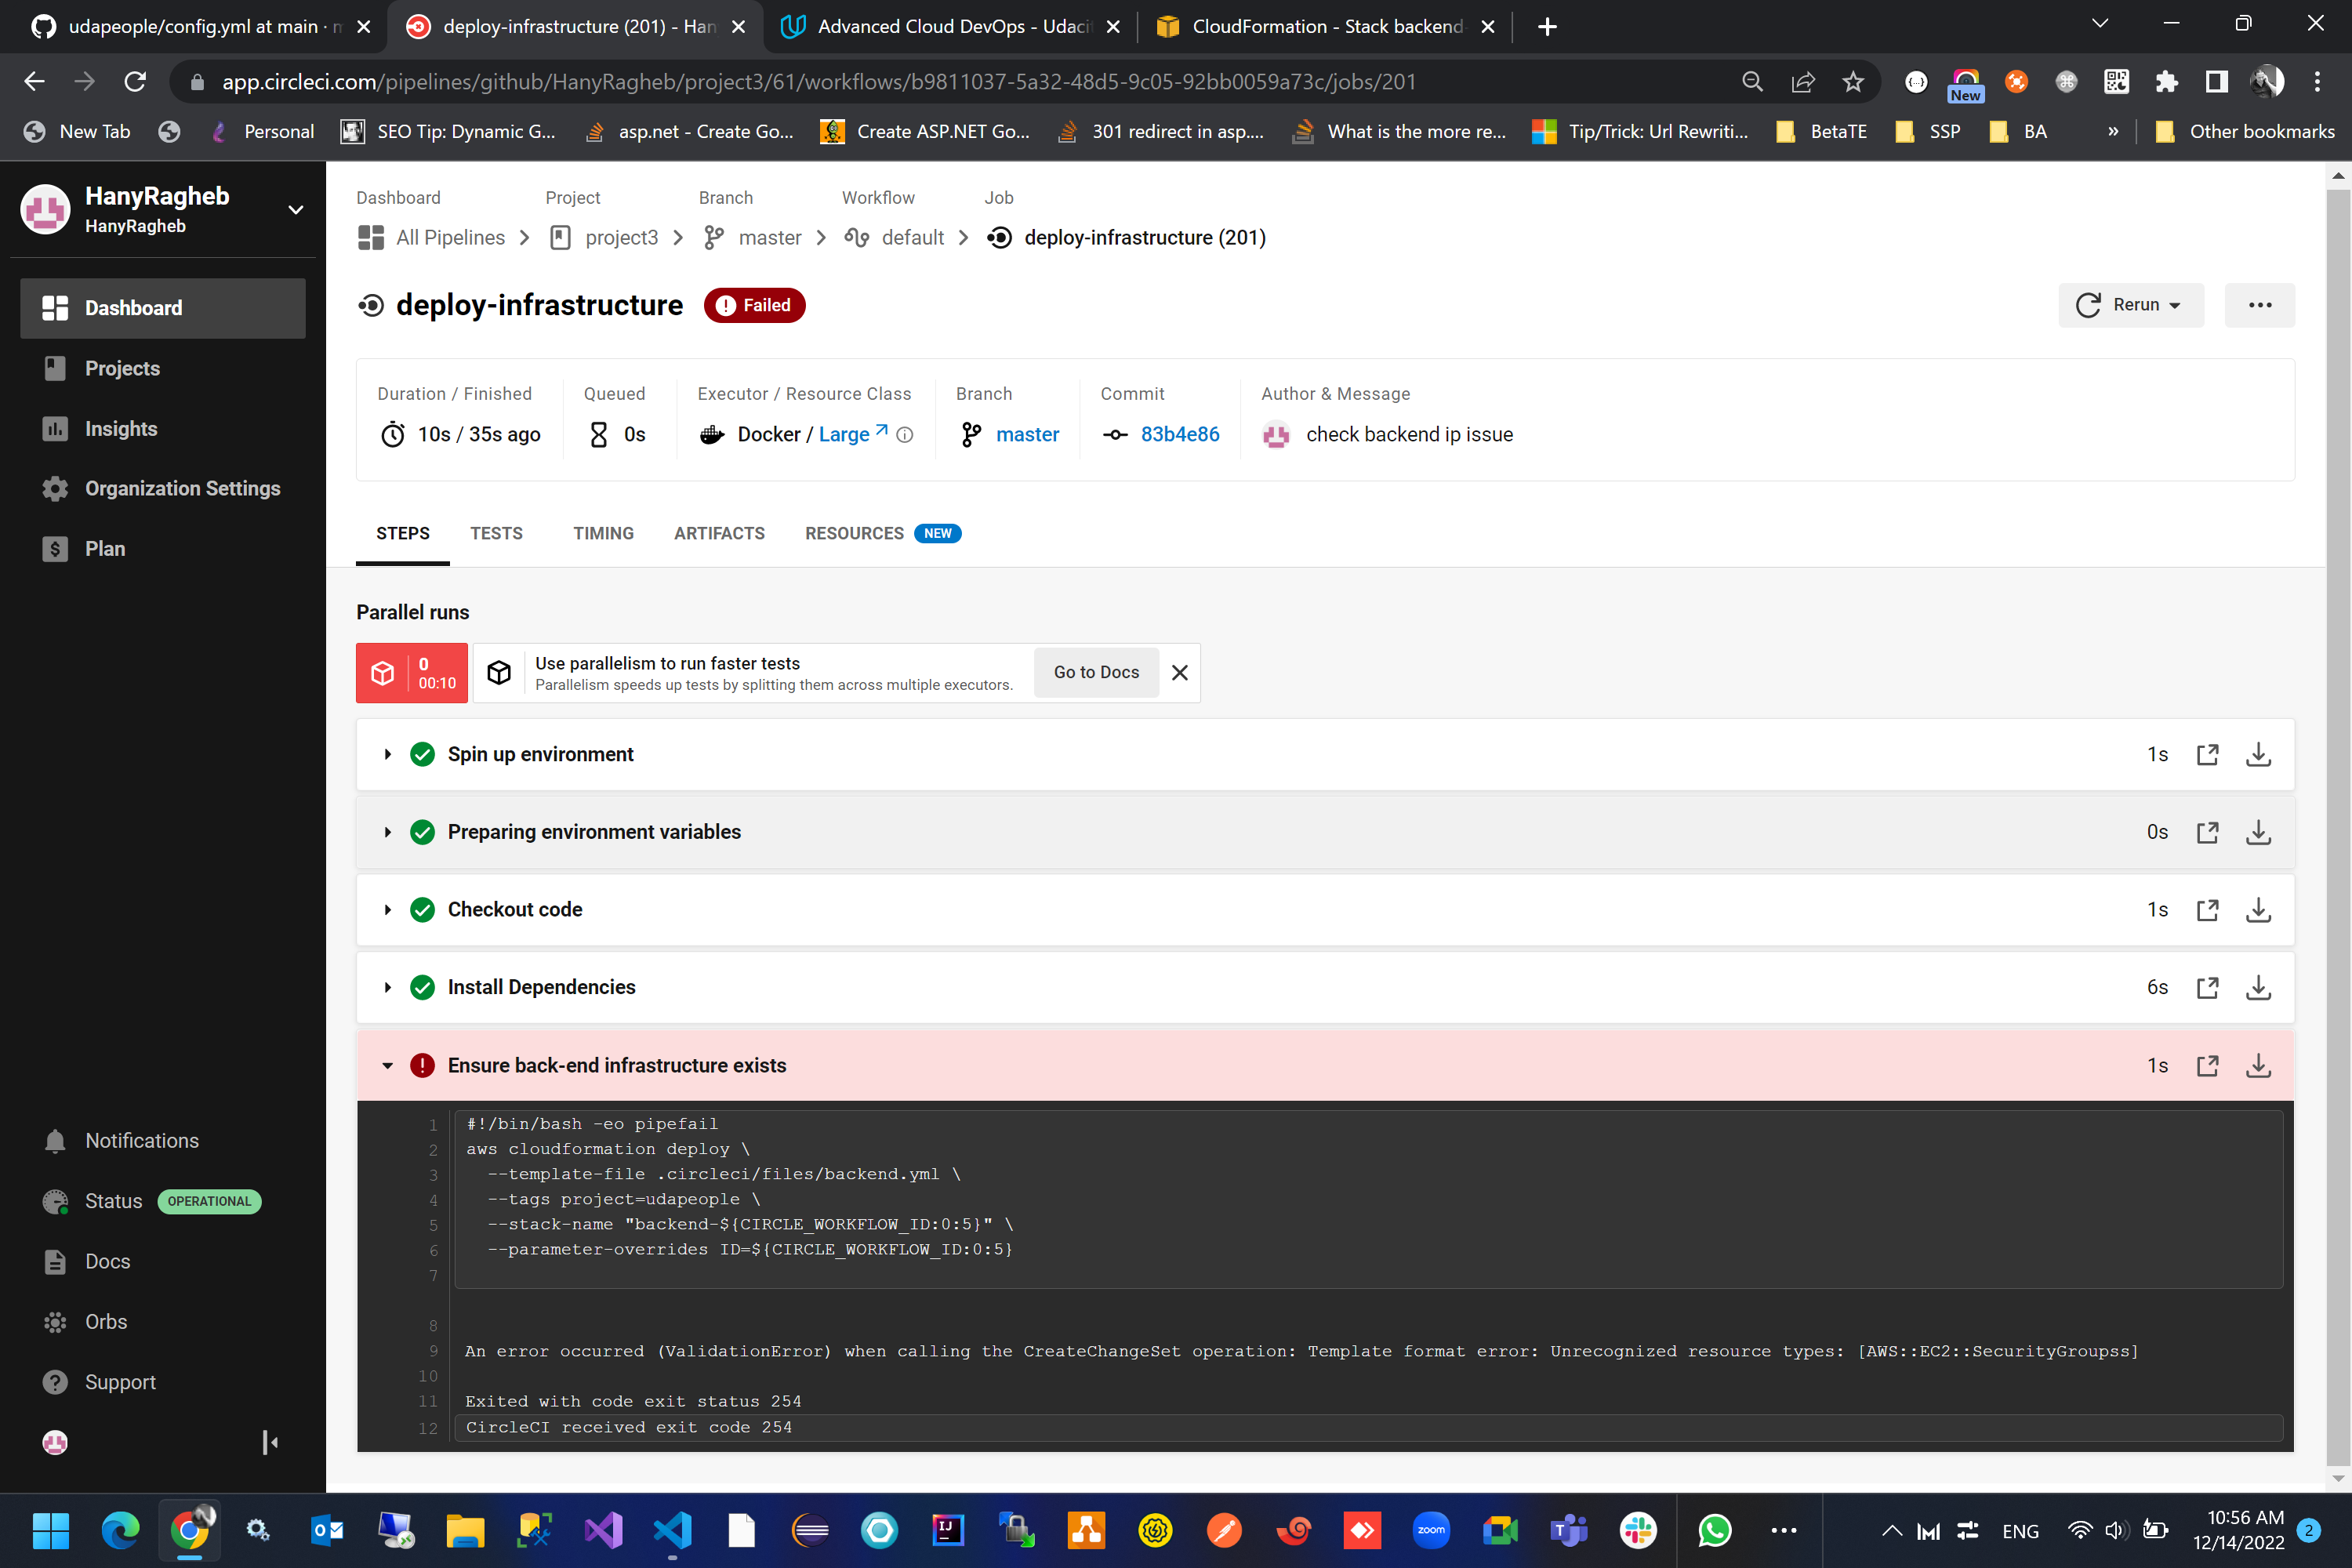 udapeople/config.yml at main · m
deploy-infrastructure (201) - Han
Advanced Cloud DevOps - Udaci
CloudFormation - Stack backend-
app.circleci.com/pipelines/github/HanyRagheb/project3/61/workflows/b9811037-5a32-48d5-9c05-92bb0059a73c/jobs/201
New
New Tab
Personal
SEO Tip: Dynamic G...
asp.net - Create Go...
Create ASP.NET Go...
301 redirect in asp....
What is the more re...
Tip/Trick: Url Rewriti...
BetaTE
SSP
BA
»
Other bookmarks
HanyRagheb
HanyRagheb
Dashboard
Projects
Insights
Organization Settings
Plan
Notifications
Status OPERATIONAL
Docs
Orbs
Support
Dashboard Project Branch Workflow Job
All Pipelines project3 master default deploy-infrastructure (201)
deploy-infrastructure Failed
Rerun
Duration / Finished Queued Executor / Resource Class Branch Commit Author & Message
10s / 35s ago 0s Docker / Large master 83b4e86 check backend ip issue
STEPS TESTS TIMING ARTIFACTS RESOURCES NEW
Parallel runs
0
00:10
Use parallelism to run faster tests
Parallelism speeds up tests by splitting them across multiple executors.
Go to Docs
Spin up environment 1s
Preparing environment variables 0s
Checkout code 1s
Install Dependencies 6s
Ensure back-end infrastructure exists 1s
1 #!/bin/bash -eo pipefail
2 aws cloudformation deploy \
3 --template-file .circleci/files/backend.yml \
4 --tags project=udapeople \
5 --stack-name "backend-${CIRCLE_WORKFLOW_ID:0:5}" \
6 --parameter-overrides ID=${CIRCLE_WORKFLOW_ID:0:5}
7
8
9 An error occurred (ValidationError) when calling the CreateChangeSet operation: Template format error: Unrecognized resource types: [AWS::EC2::SecurityGroupss]
10
11 Exited with code exit status 254
12 CircleCI received exit code 254
zoom
ENG
10:56 AM
12/14/2022
2